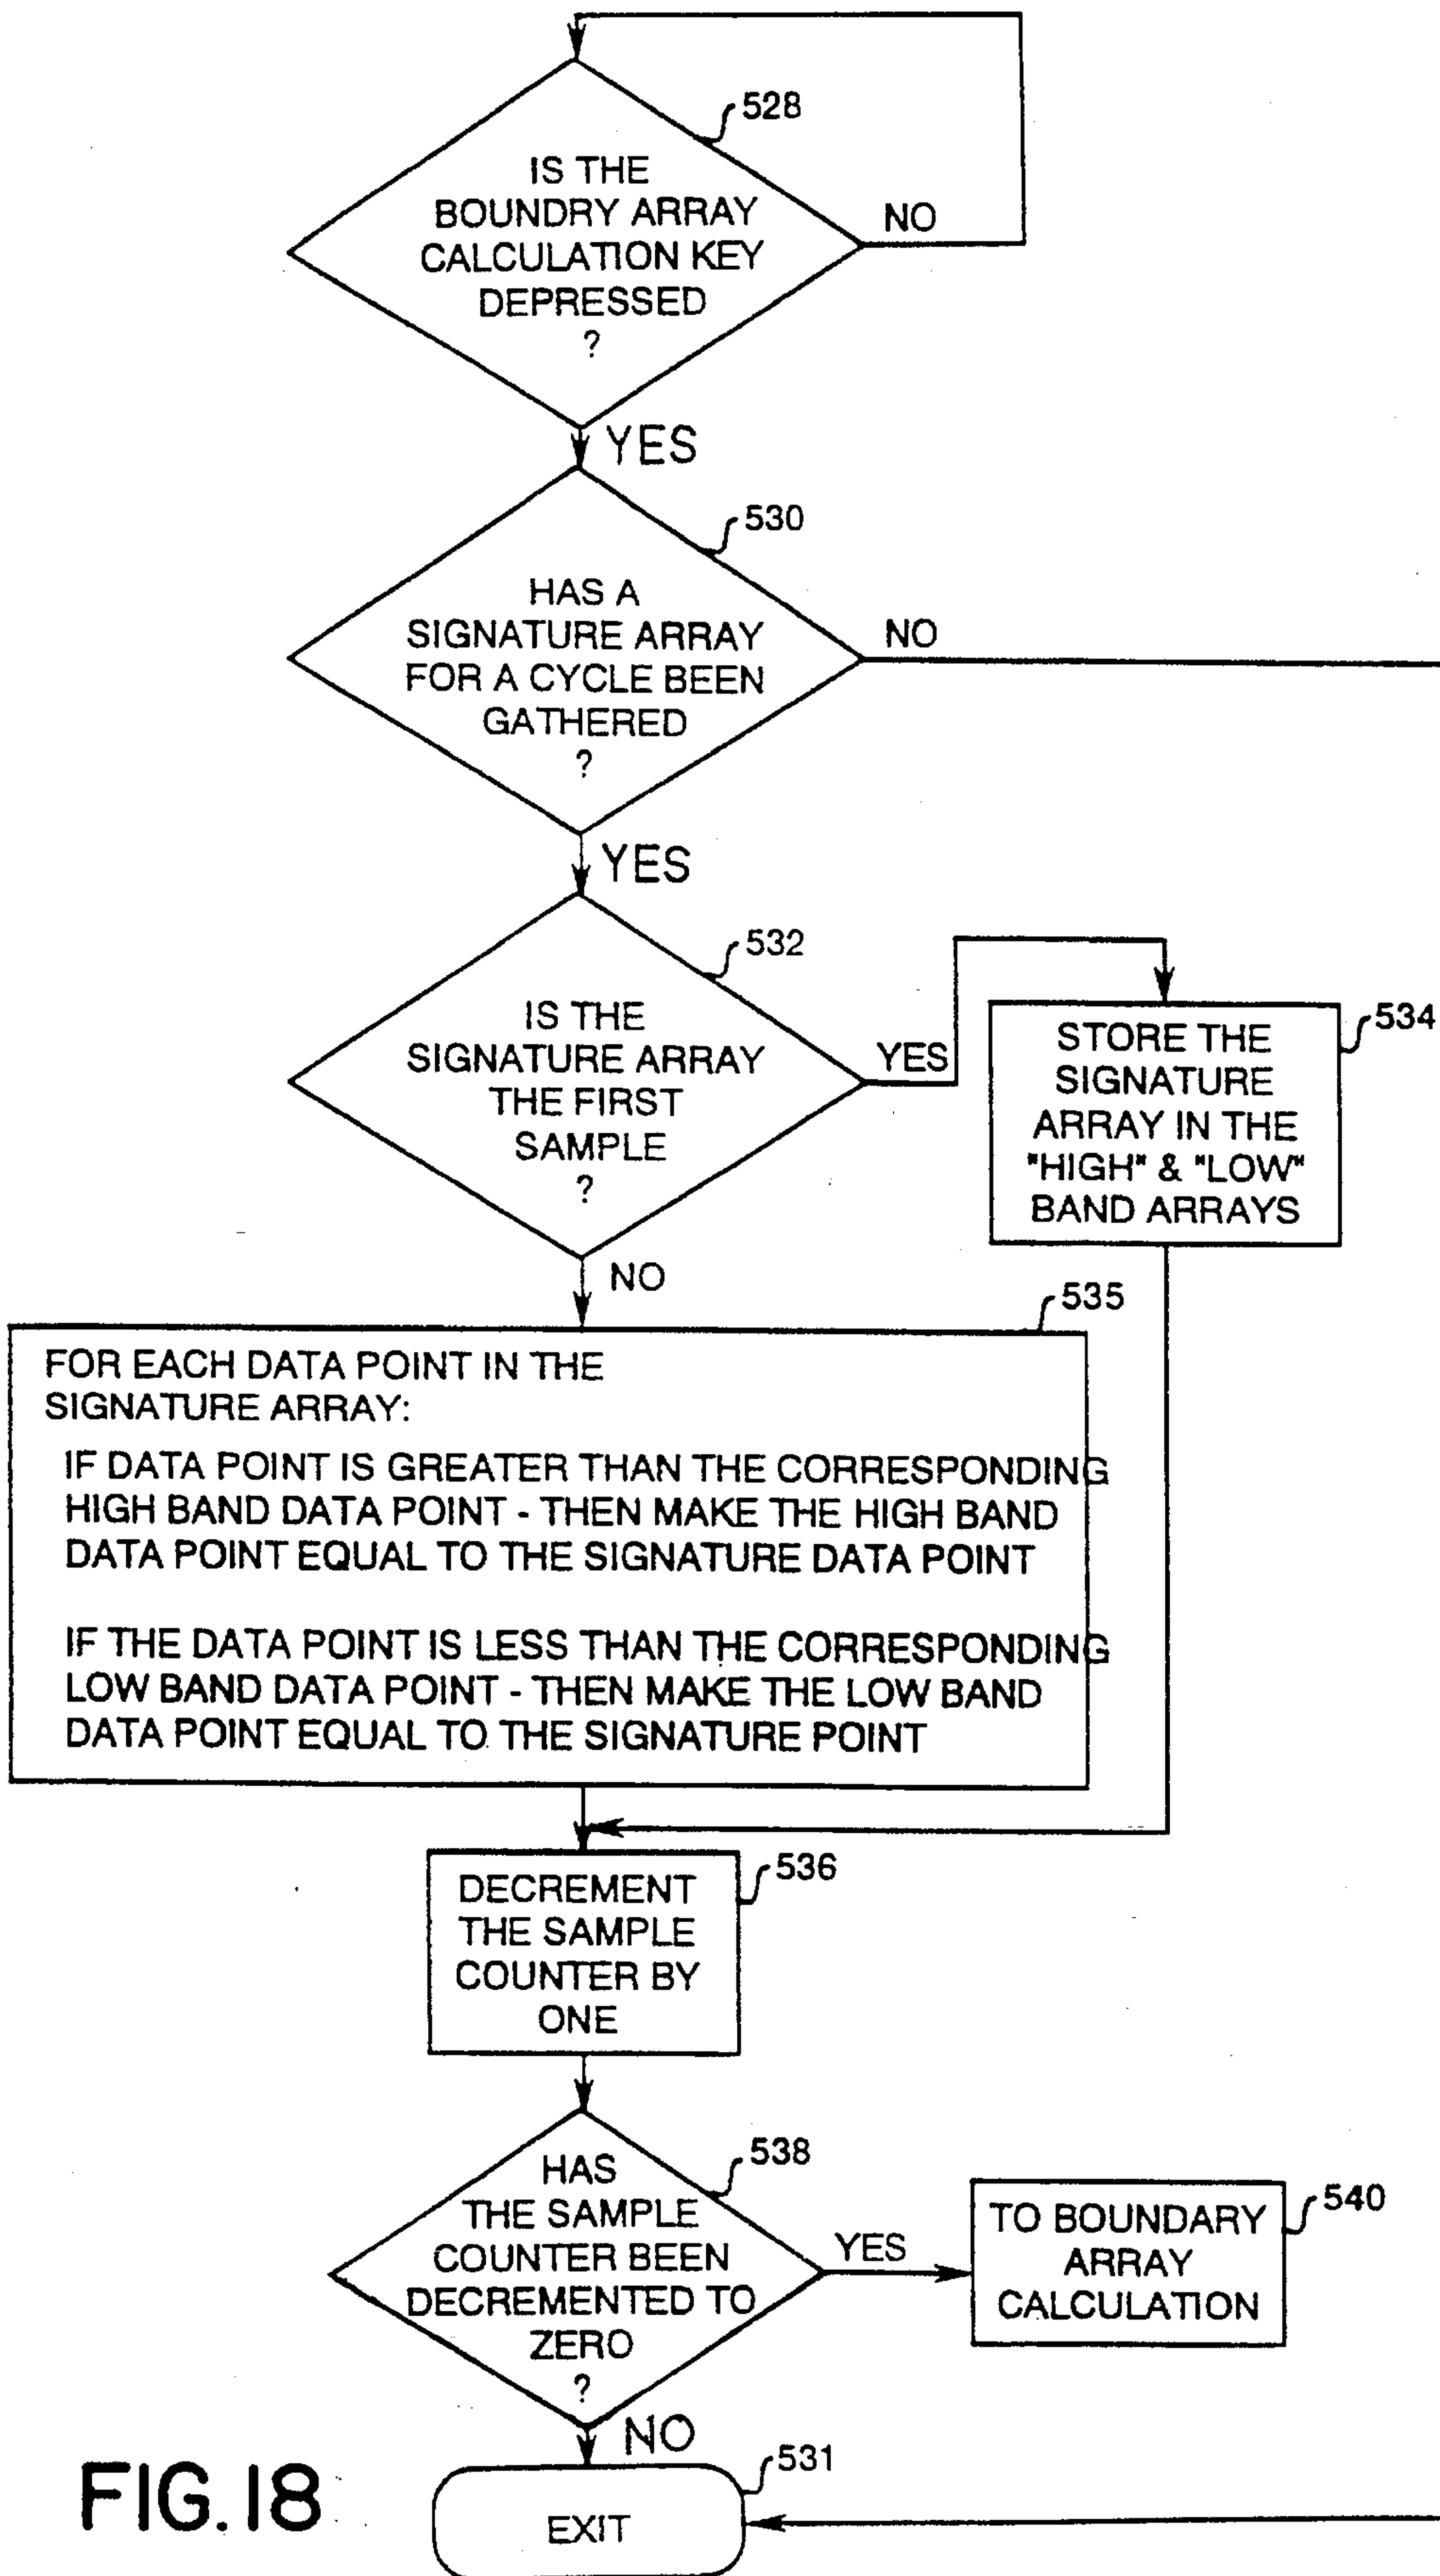 528
IS THE
BOUNDRY ARRAY
CALCULATION KEY
DEPRESSED
?
NO
YES
530
HAS A
SIGNATURE ARRAY
FOR A CYCLE BEEN
GATHERED
?
NO
YES
532
IS THE
SIGNATURE ARRAY
THE FIRST
SAMPLE
?
YES
534
STORE THE
SIGNATURE
ARRAY IN THE
"HIGH" & "LOW"
BAND ARRAYS
NO
535
FOR EACH DATA POINT IN THE
SIGNATURE ARRAY:
IF DATA POINT IS GREATER THAN THE CORRESPONDING
HIGH BAND DATA POINT - THEN MAKE THE HIGH BAND
DATA POINT EQUAL TO THE SIGNATURE DATA POINT
IF THE DATA POINT IS LESS THAN THE CORRESPONDING
LOW BAND DATA POINT - THEN MAKE THE LOW BAND
DATA POINT EQUAL TO THE SIGNATURE POINT
536
DECREMENT
THE SAMPLE
COUNTER BY
ONE
538
HAS
THE SAMPLE
COUNTER BEEN
DECREMENTED TO
ZERO
?
YES
540
TO BOUNDARY
ARRAY
CALCULATION
NO
531
EXIT
FIG.18